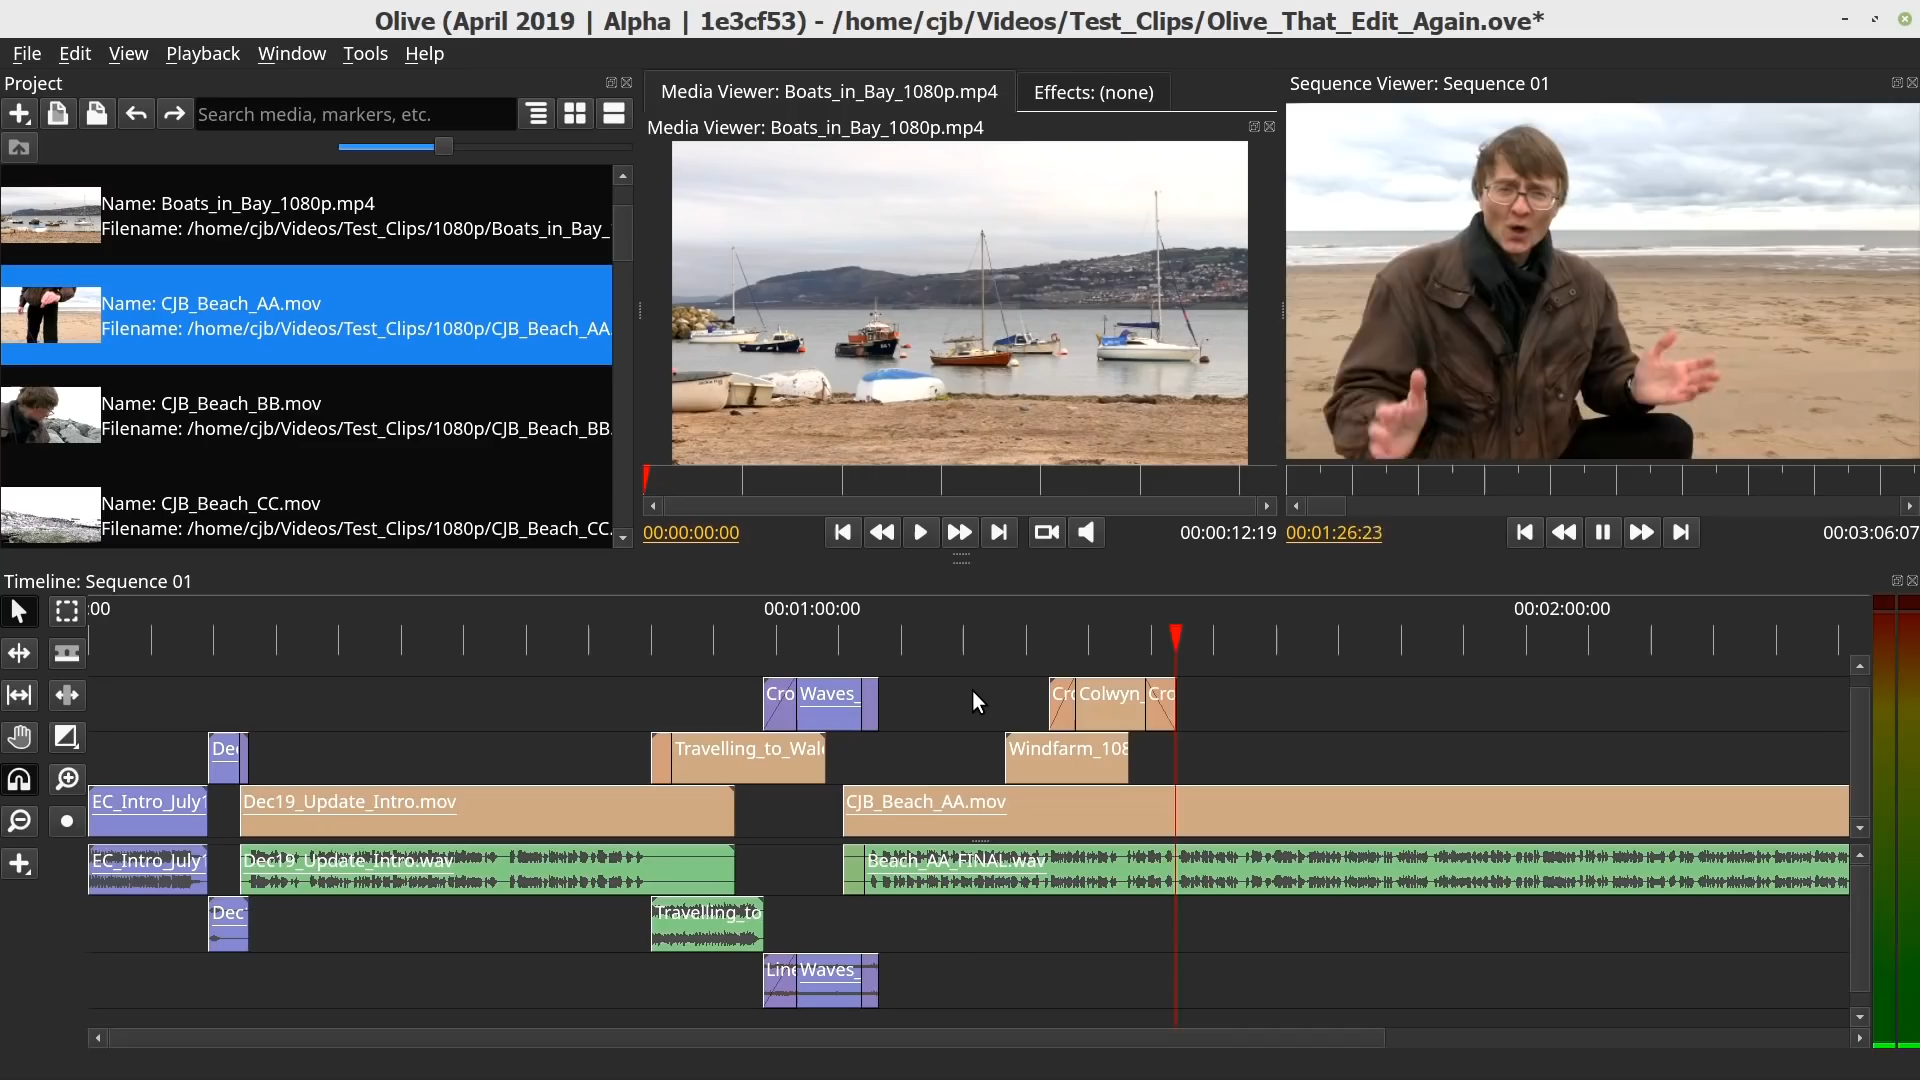 Olive (April 2019 | Alpha | 1e3cf53) - /home/cjb/Videos/Test_Clips/Olive_That_Edit_Again.ove*
File Edit View Playback Window Tools Help
Project
Search media, markers, etc.
Name: Boats_in_Bay_1080p.mp4
Filename: /home/cjb/Videos/Test_Clips/1080p/Boats_in_Bay_
Name: CJB_Beach_AA.mov
Filename: /home/cjb/Videos/Test_Clips/1080p/CJB_Beach_AA.
Name: CJB_Beach_BB.mov
Filename: /home/cjb/Videos/Test_Clips/1080p/CJB_Beach_BB.
Name: CJB_Beach_CC.mov
Filename: /home/cjb/Videos/Test_Clips/1080p/CJB_Beach_CC.
Media Viewer: Boats_in_Bay_1080p.mp4
Effects: (none)
Media Viewer: Boats_in_Bay_1080p.mp4
00:00:00:00
00:00:12:19
Sequence Viewer: Sequence 01
00:01:26:23
00:03:06:07
Timeline: Sequence 01
:00 00:01:00:00 00:02:00:00
Cro Waves_ Cro Colwyn_ Cro
Dec Travelling_to_Wale Windfarm_108
EC_Intro_July1 Dec19_Update_Intro.mov CJB_Beach_AA.mov
EC_Intro_July1 Dec19_Update_Intro.wav Beach_AA_FINAL.wav
Dec1 Travelling_to
Line Waves_